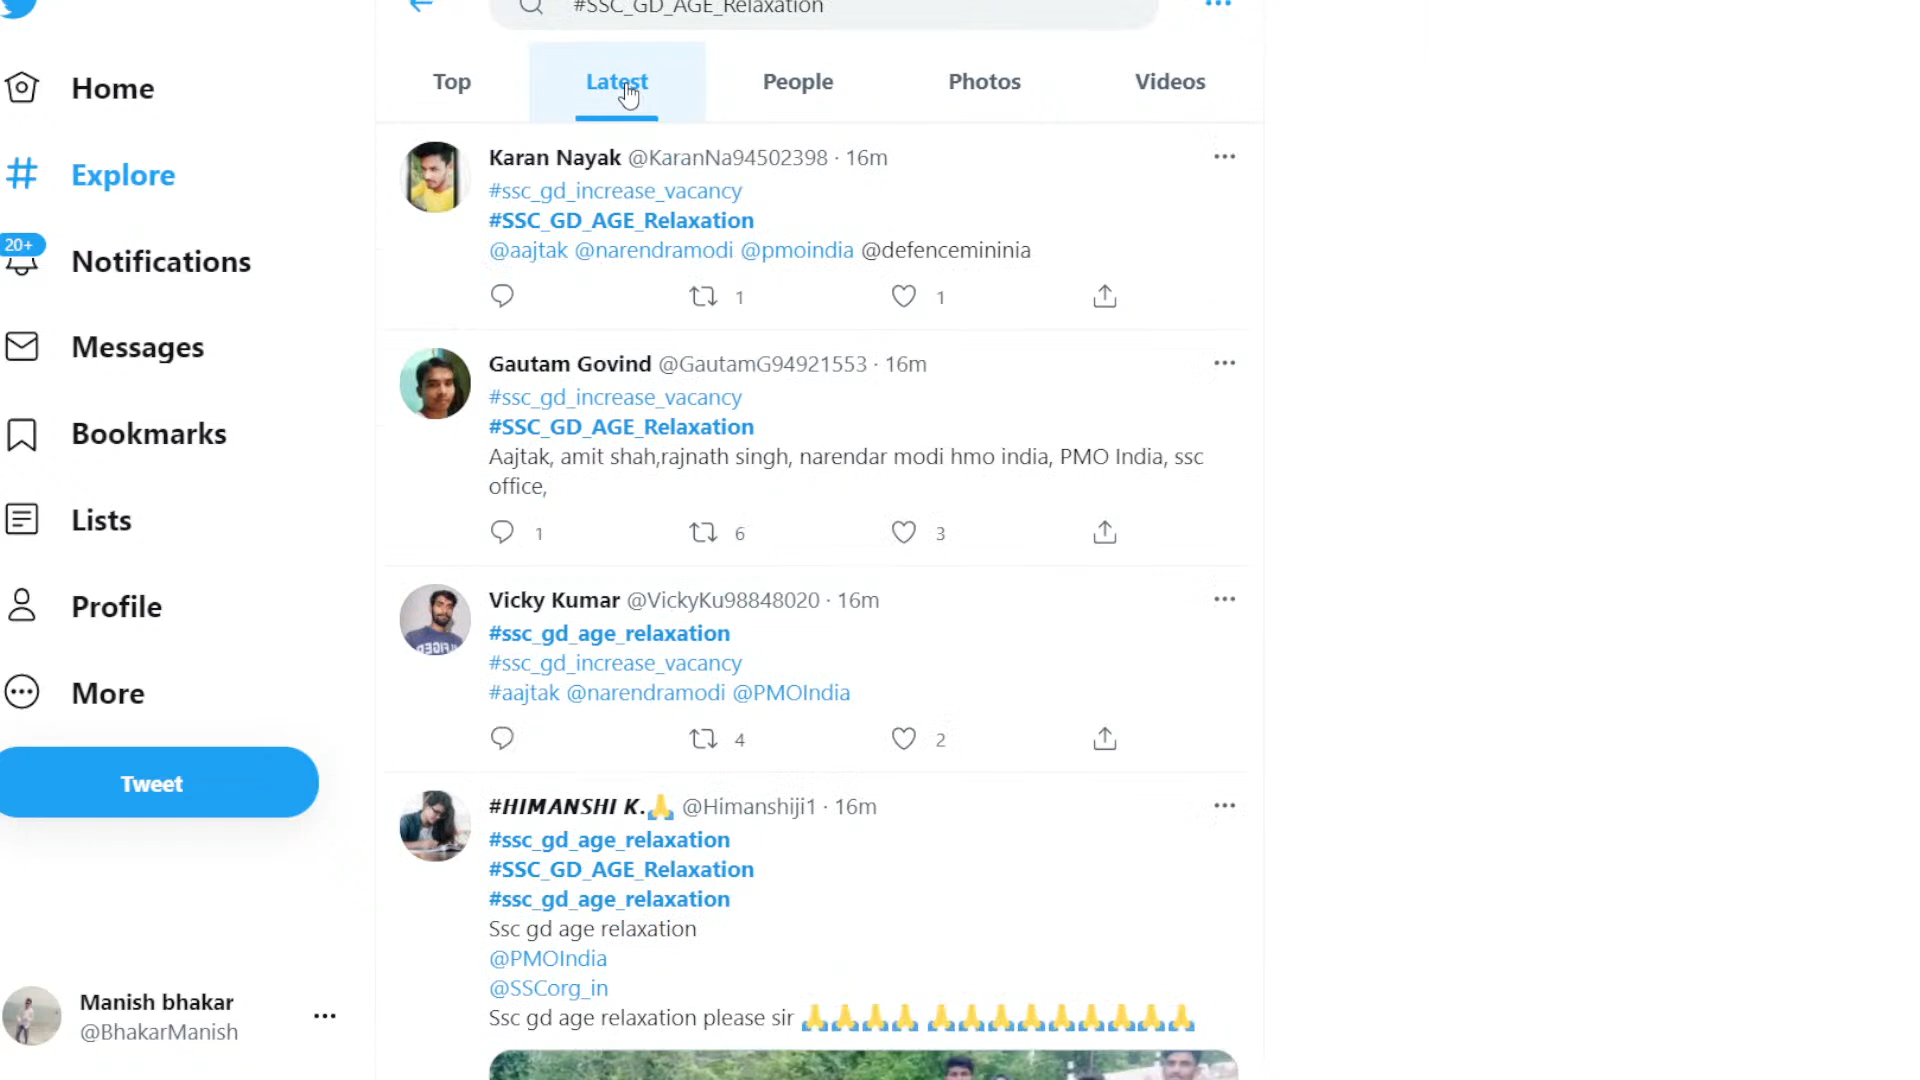 #SSC_GD_AGE_Relaxation
Top
Latest
People
Photos
Videos
Home
Explore
20+
Notifications
Messages
Bookmarks
Lists
Profile
More
Tweet
Manish bhakar
@BhakarManish
Karan Nayak @KaranNa94502398 · 16m
#ssc_gd_increase_vacancy
#SSC_GD_AGE_Relaxation
@aajtak @narendramodi @pmoindia @defencemininia
1
1
Gautam Govind @GautamG94921553 · 16m
#ssc_gd_increase_vacancy
#SSC_GD_AGE_Relaxation
Aajtak, amit shah,rajnath singh, narendar modi hmo india, PMO India, ssc
office,
1
6
3
Vicky Kumar @VickyKu98848020 · 16m
#ssc_gd_age_relaxation
#ssc_gd_increase_vacancy
#aajtak @narendramodi @PMOIndia
4
2
#HIMANSHI K.🙏 @Himanshiji1 · 16m
#ssc_gd_age_relaxation
#SSC_GD_AGE_Relaxation
#ssc_gd_age_relaxation
Ssc gd age relaxation
@PMOIndia
@SSCorg_in
Ssc gd age relaxation please sir 🙏🙏🙏🙏 🙏🙏🙏🙏🙏🙏🙏🙏🙏